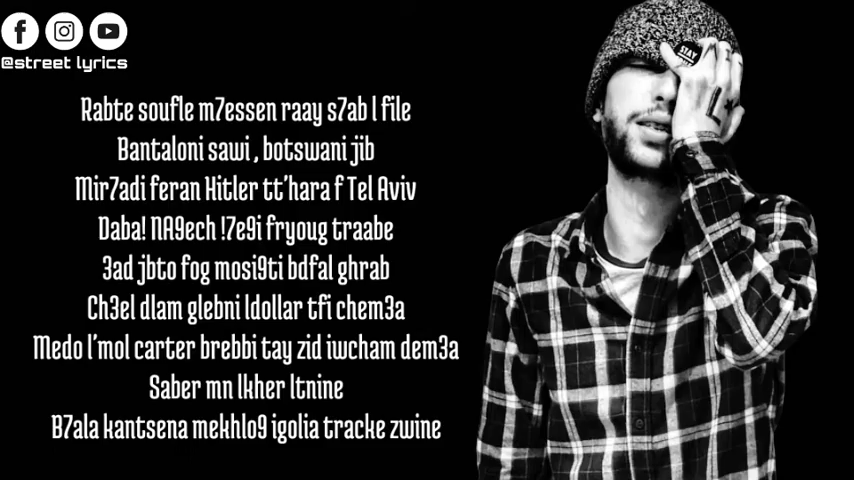 @street lyrics
STAY
Rabte soufle m7essen raay s7ab l file
Bantaloni sawi , botswani jib
Mir7adi feran Hitler tt'hara f Tel Aviv
Daba! NA9ech !7e9i fryoug traabe
3ad jbto fog mosi9ti bdfal ghrab
Ch3el dlam glebni ldollar tfi chem3a
Medo l'mol carter brebbi tay zid iwcham dem3a
Saber mn lkher ltnine
B7ala kantsena mekhlo9 igolia tracke zwine